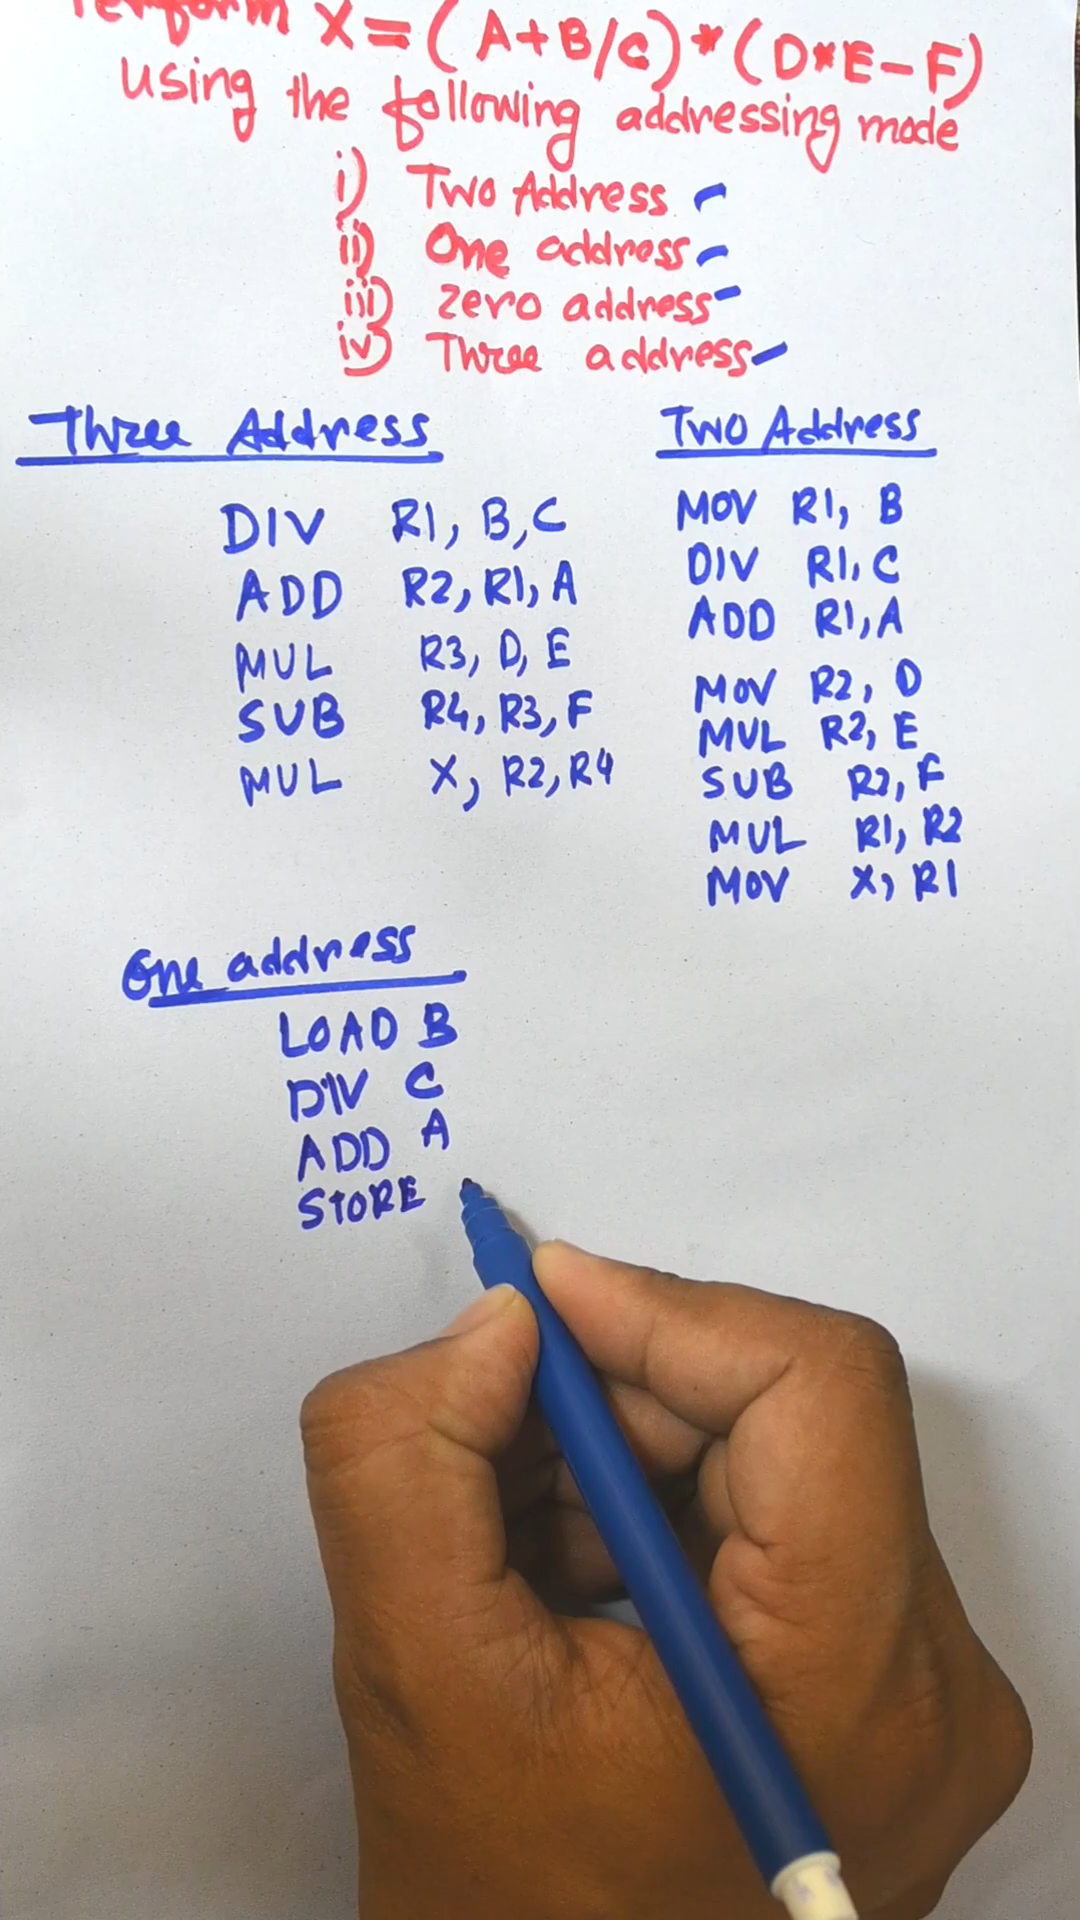 Perform X=(A+B/C)*(D*E-F)
using the following addressing mode
i) Two Address
ii) One address
iii) zero address
iv) Three address
Three Address
DIV R1, B,C
ADD R2, R1, A
MUL R3, D, E
SUB R4, R3, F
MUL X, R2, R4
Two Address
MOV R1, B
DIV R1, C
ADD R1, A
MOV R2, D
MUL R2, E
SUB R2, F
MUL R1, R2
MOV X, R1
One address
LOAD B
DIV C
ADD A
STORE